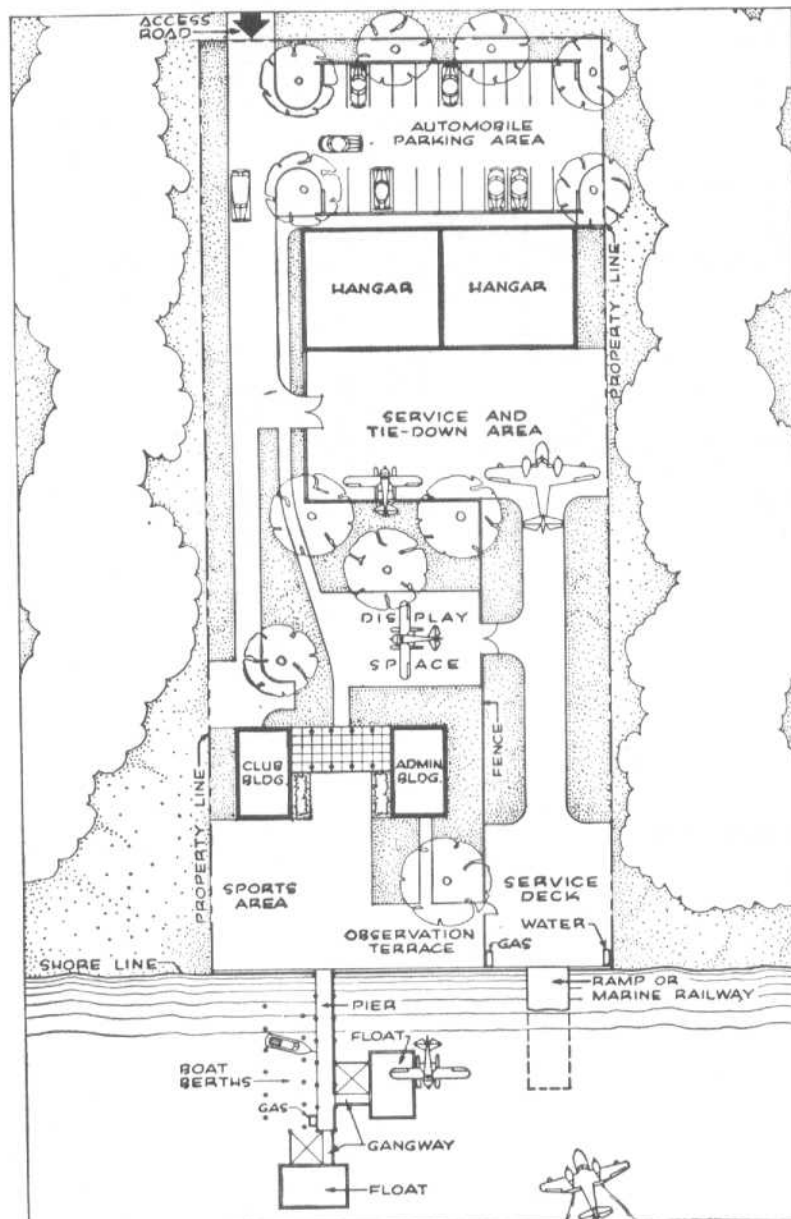 ACCESS
ROAD
AUTOMOBILE
PARKING AREA
HANGAR
HANGAR
PROPERTY LINE
SERVICE AND
TIE-DOWN AREA
DISPLAY
SPACE
FENCE
CLUB
BLDG.
ADMIN.
BLDG.
PROPERTY LINE
SPORTS
AREA
SERVICE
DECK
OBSERVATION
TERRACE
GAS
WATER
SHORE LINE
RAMP OR
MARINE RAILWAY
PIER
FLOAT
BOAT
BERTHS
GAS
GANGWAY
FLOAT